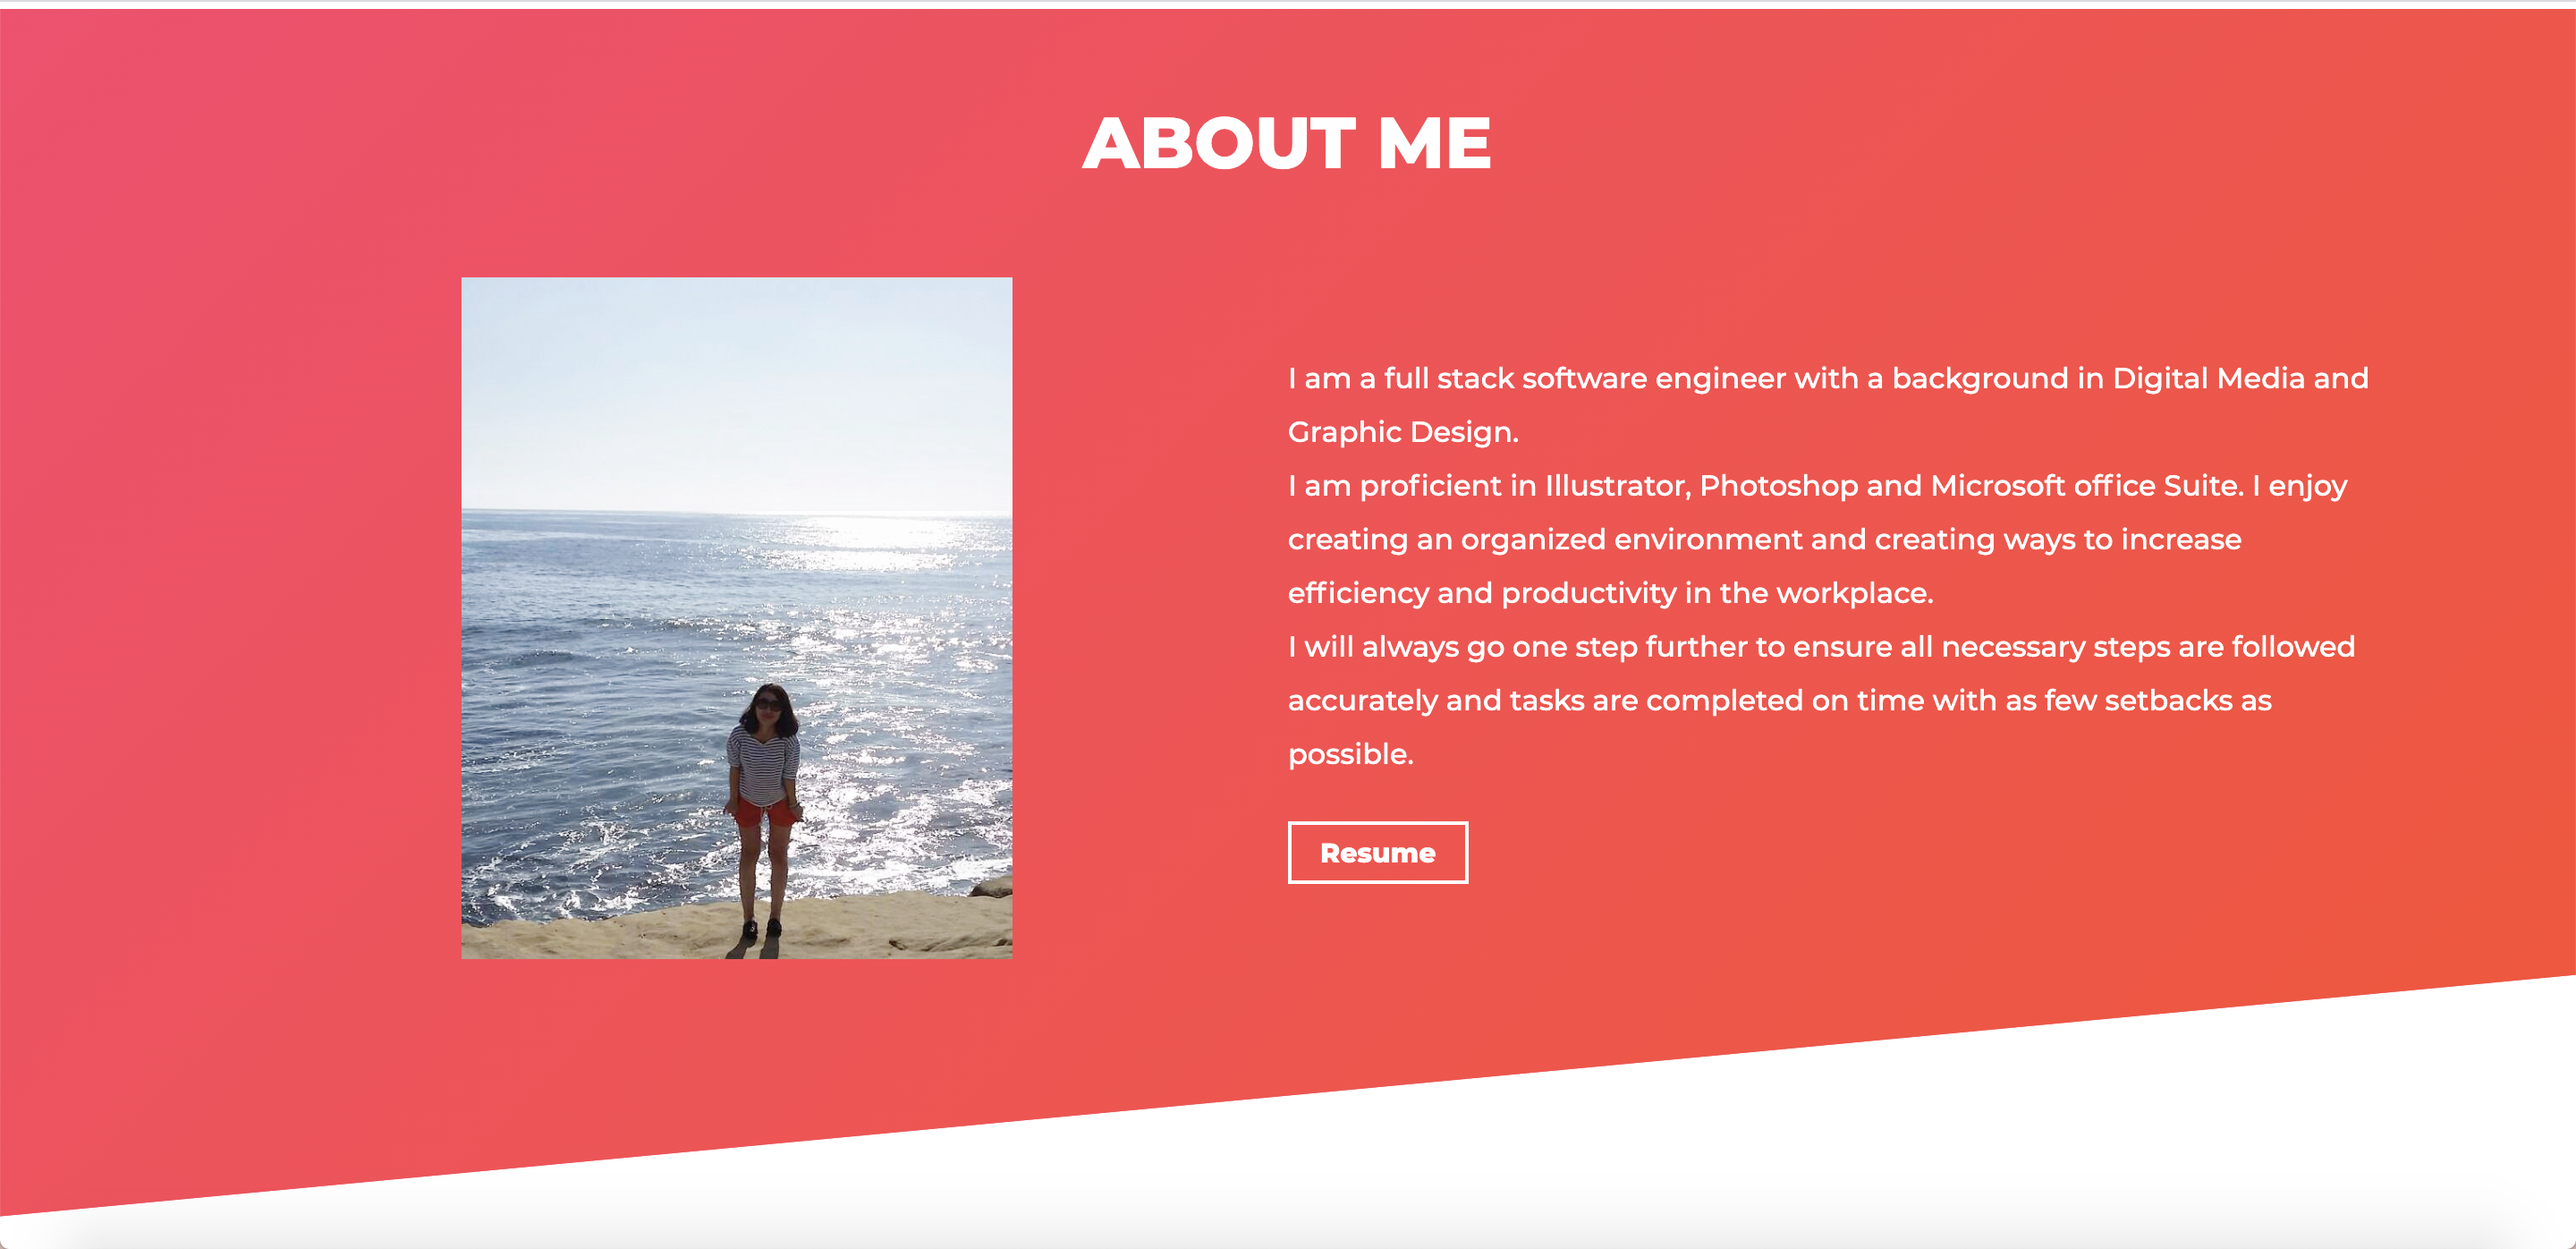 ABOUT ME
I am a full stack software engineer with a background in Digital Media and
Graphic Design.
I am proficient in Illustrator, Photoshop and Microsoft office Suite. I enjoy
creating an organized environment and creating ways to increase
efficiency and productivity in the workplace.
I will always go one step further to ensure all necessary steps are followed
accurately and tasks are completed on time with as few setbacks as
possible.
Resume